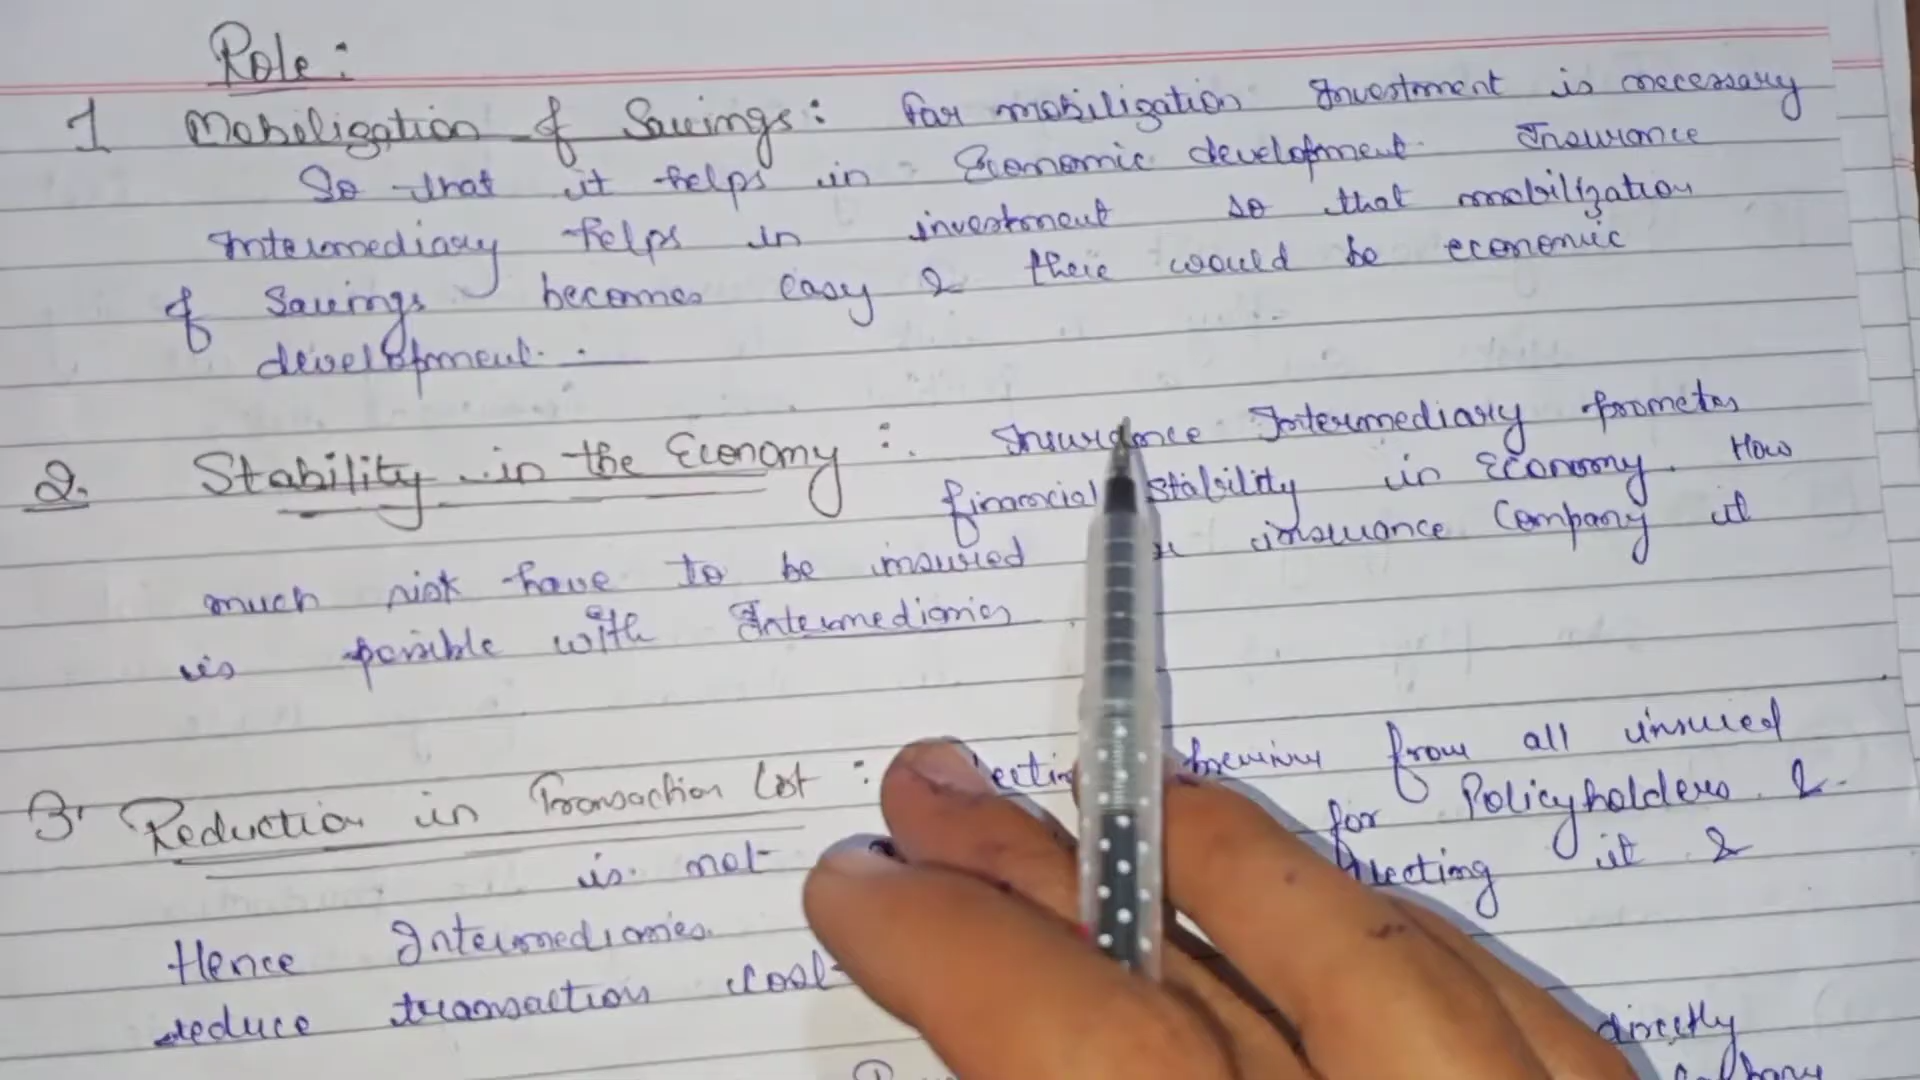 Role:
1 Mobiligation of Savings: for mobilization Investment is necessary
So that it helps in Economic development. Insurance
Intermediary helps in investment so that mobilization
of Savings becomes easy & there would be economic
development.
2. Stability in the Economy: Insurance Intermediary prometes
financial Stability in Economy. How
much risk have to be insured insurance Company it
is possible with Intermediaries
3. Reduction in Transaction Cost: from all insured
for Policyholders &
is not it &
Hence Intermediaries
reduce transaction cost
directly